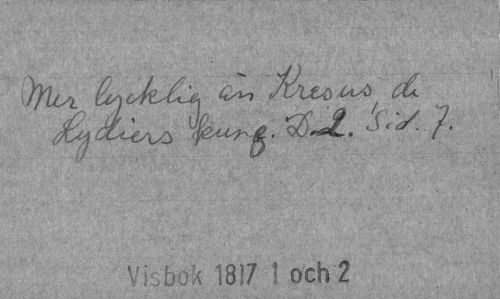 Mer lycklig än Kresus, de
Lydiers kung. D. 2. Sid. 7.
Visbok 1817 1 och 2